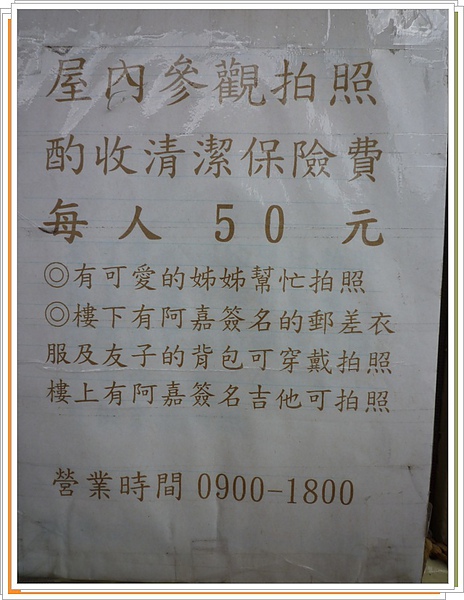 屋內參觀拍照
酌收清潔保險費
每人 50 元
◎有可愛的姊姊幫忙拍照
◎樓下有阿嘉簽名的郵差衣
服及友子的背包可穿戴拍照
樓上有阿嘉簽名吉他可拍照
營業時間 0900-1800